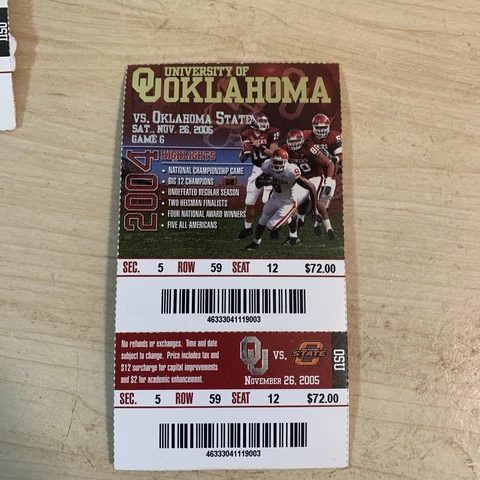 OSU
UNIVERSITY OF
OU OKLAHOMA
VS. OKLAHOMA STATE
SAT., NOV. 26, 2005
GAME 6
2004 HIGHLIGHTS
• NATIONAL CHAMPIONSHIP GAME
• BIG 12 CHAMPIONS
• UNDEFEATED REGULAR SEASON
• TWO HEISMAN FINALISTS
• FOUR NATIONAL AWARD WINNERS
• FIVE ALL-AMERICANS
SEC. 5 ROW 59 SEAT 12 $72.00
46333041119003
No refunds or exchanges. Time and date
subject to change. Price includes tax and
$12 surcharge for capital improvements
and $2 for academic enhancement.
OU VS. STATE
NOVEMBER 26, 2005
OSU
SEC. 5 ROW 59 SEAT 12 $72.00
46333041119003